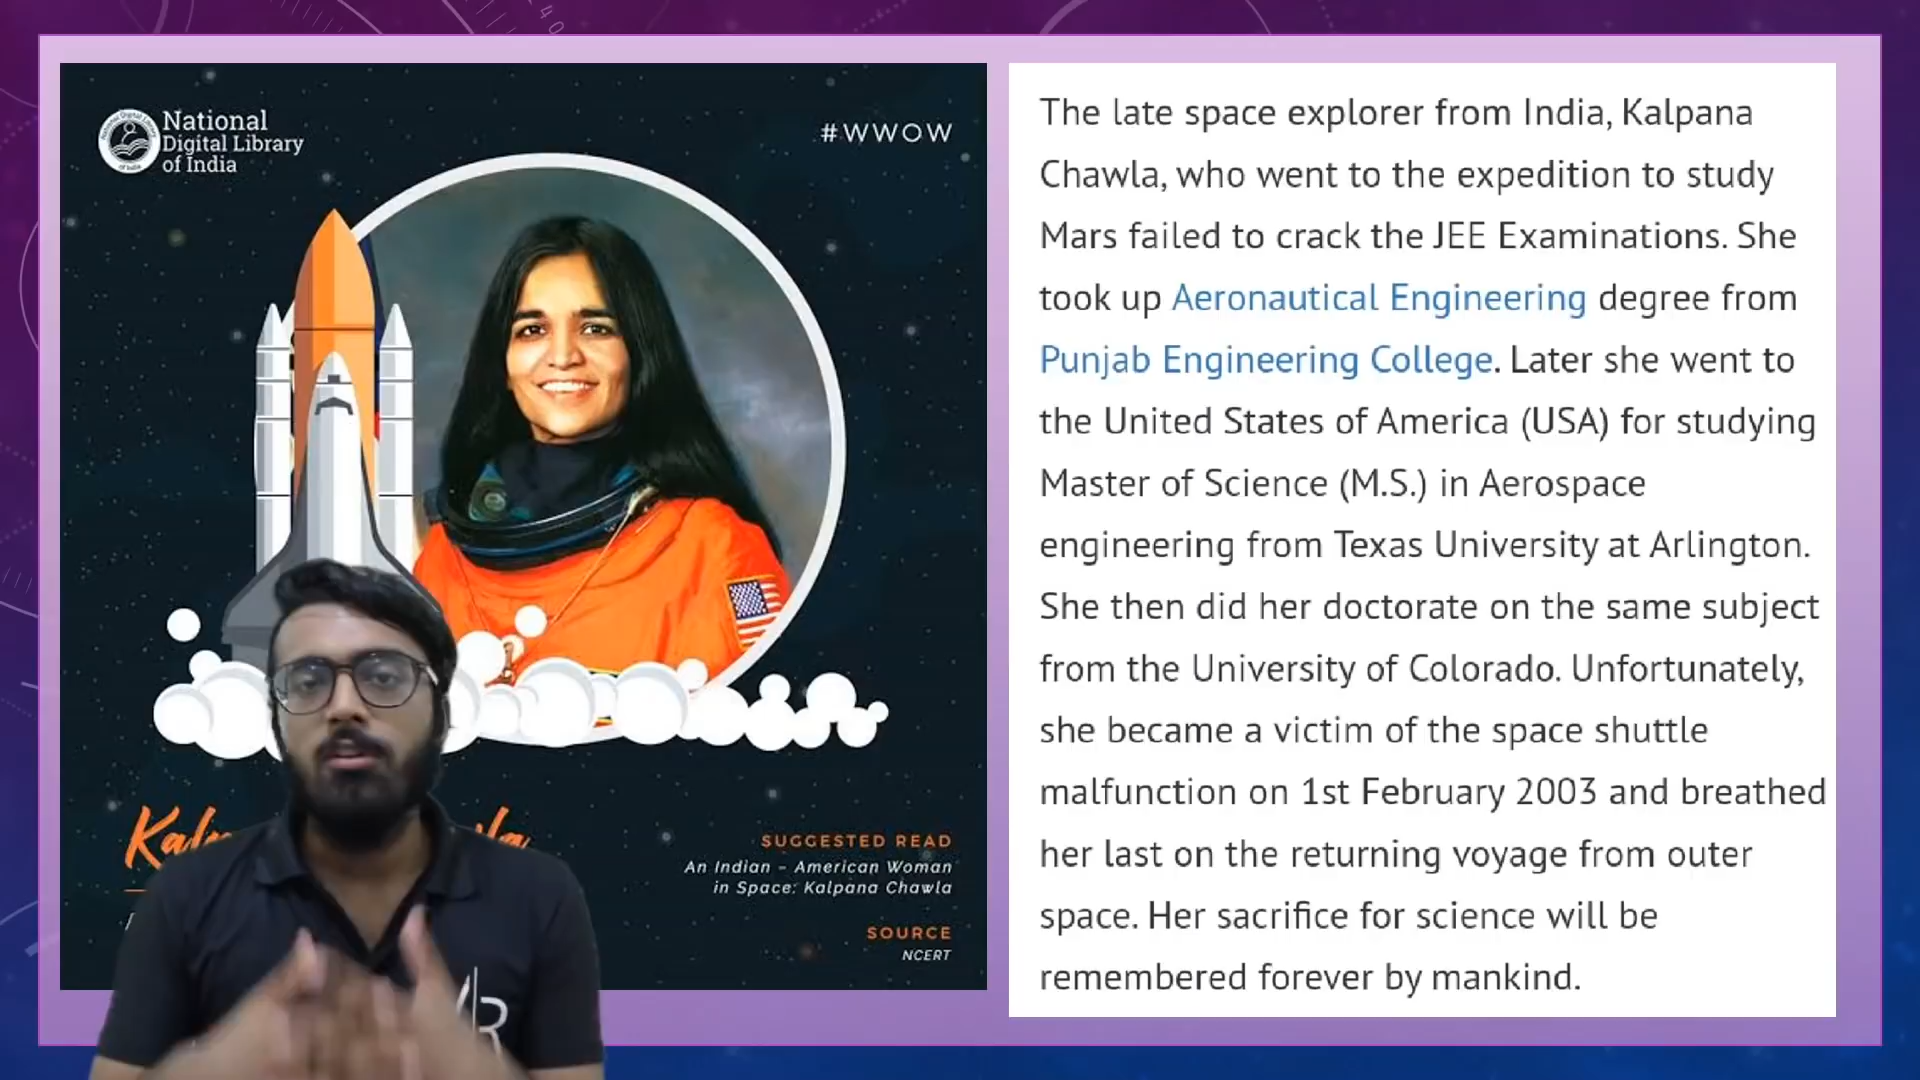 National
Digital Library
of India
#WWOW
SUGGESTED READ
An Indian – American Woman
in Space: Kalpana Chawla
SOURCE
NCERT
The late space explorer from India, Kalpana
Chawla, who went to the expedition to study
Mars failed to crack the JEE Examinations. She
took up Aeronautical Engineering degree from
Punjab Engineering College. Later she went to
the United States of America (USA) for studying
Master of Science (M.S.) in Aerospace
engineering from Texas University at Arlington.
She then did her doctorate on the same subject
from the University of Colorado. Unfortunately,
she became a victim of the space shuttle
malfunction on 1st February 2003 and breathed
her last on the returning voyage from outer
space. Her sacrifice for science will be
remembered forever by mankind.